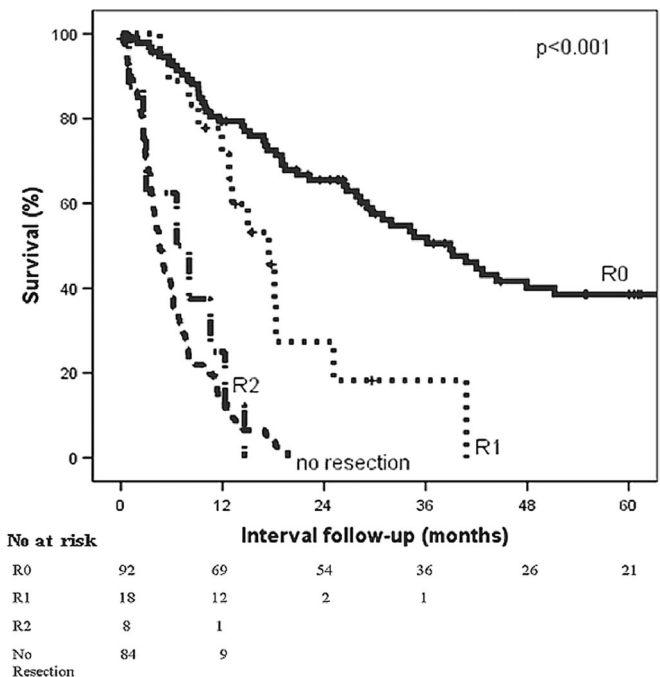 100
80
60
40
20
0
Survival (%)
p<0.001
R0
R2
R1
no resection
0 12 24 36 48 60
Interval follow-up (months)
No at risk
R0 92 69 54 36 26 21
R1 18 12 2 1
R2 8 1
No 84 9
Resection